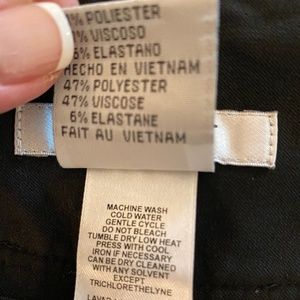 % POLIESTER
% VISCOSO
6% ELASTANO
HECHO EN VIETNAM
47% POLYESTER
47% VISCOSE
6% ELASTANE
FAIT AU VIETNAM
MACHINE WASH
COLD WATER
GENTLE CYCLE
DO NOT BLEACH
TUMBLE DRY LOW HEAT
PRESS WITH COOL
IRON IF NECESSARY
CAN BE DRY CLEANED
WITH ANY SOLVENT
EXCEPT
TRICHLORETHELYNE